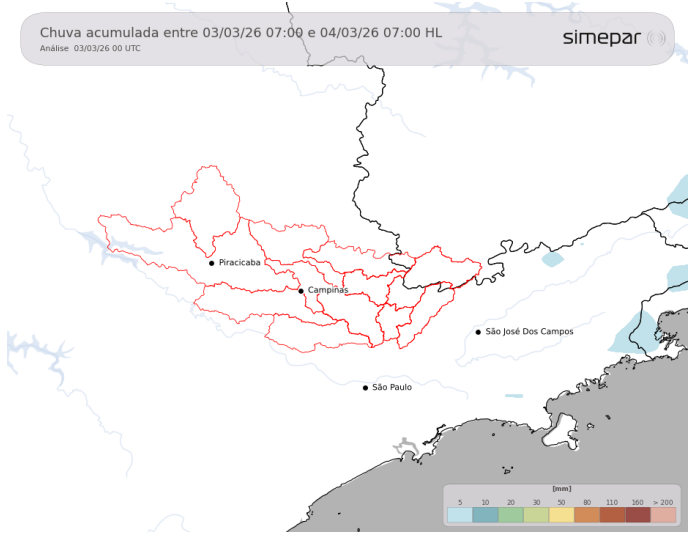 Chuva acumulada entre 03/03/26 07:00 e 04/03/26 07:00 HL
Análise 03/03/26 00 UTC
simepar
Piracicaba
Campinas
São José Dos Campos
São Paulo
[mm]
5 10 20 30 50 80 110 160 > 200